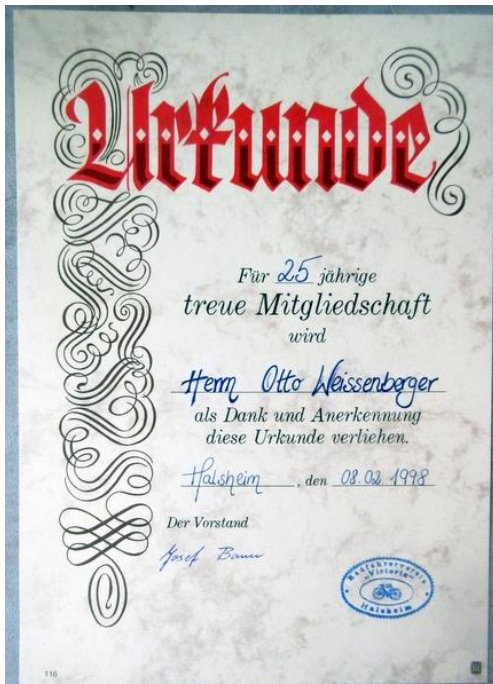 Urkunde
Für 25 jährige
treue Mitgliedschaft
wird
Herrn Otto Weissenberger
als Dank und Anerkennung
diese Urkunde verliehen.
Halsheim, den 08.02.1998
Der Vorstand
Josef
Radfahrerverein
"Victoria"
Halsheim
116